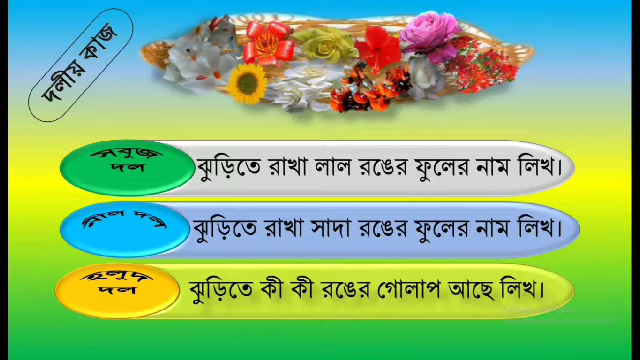 দলীয় কাজ
সবুজ
দল
ঝুড়িতে রাখা লাল রঙের ফুলের নাম লিখ।
নীল দল
ঝুড়িতে রাখা সাদা রঙের ফুলের নাম লিখ।
হলুদ
দল
ঝুড়িতে কী কী রঙের গোলাপ আছে লিখ।